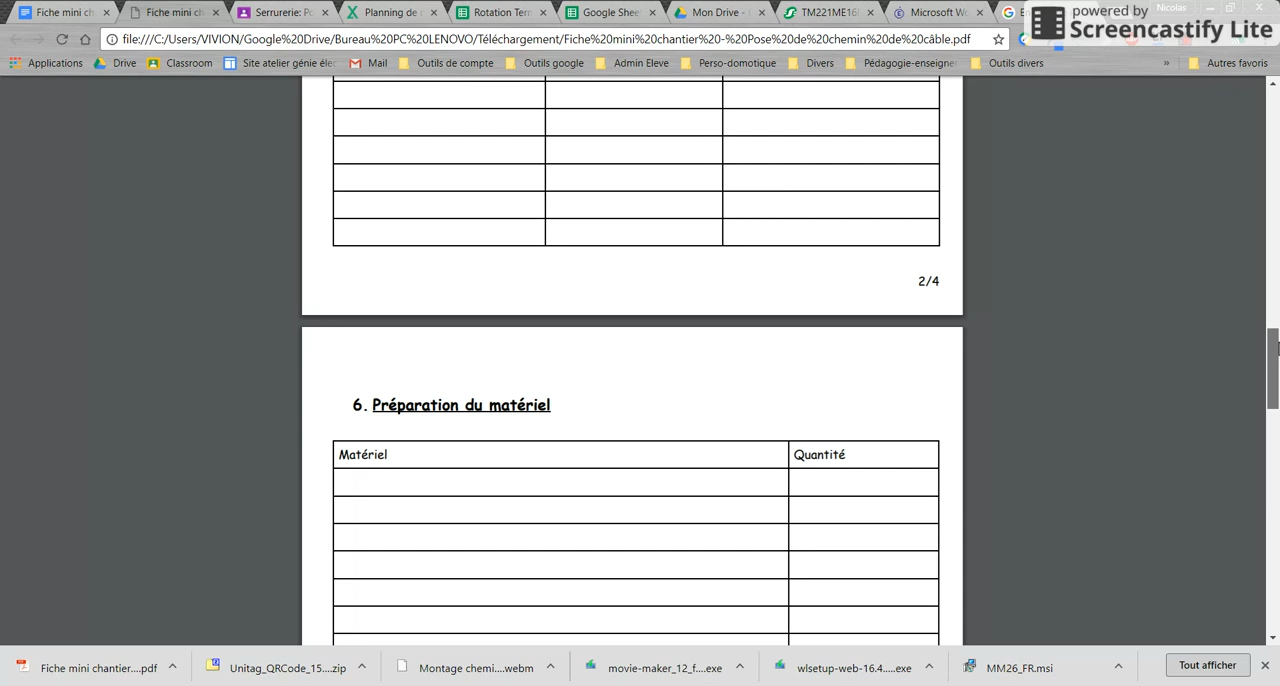 Fiche mini ch
Fiche mini ch
Serrurerie: Po
Planning de
Rotation Ter
Google Shee
Mon Drive -
TM221ME16
Microsoft W
Nicolas
powered by
Screencastify Lite
file:///C:/Users/VIVION/Google%20Drive/Bureau%20LENOVO/Emargement/Fiche%20mini%20chantier%20-%20Pose%20de%20chemin%20de%20câble.pdf
Applications
Drive
Classroom
Site atelier génie élec
Mail
Outils de compte
Outils google
Admin Eleve
Perso-domotique
Divers
Pédagogie-enseigne
Outils divers
»
Autres favoris
2/4
6. Préparation du matériel
Matériel Quantité
Fiche mini chantier....pdf
Unitag_QRCode_15....zip
Montage chemi....webm
movie-maker_12_f....exe
wlsetup-web-16.4.....exe
MM26_FR.msi
Tout afficher